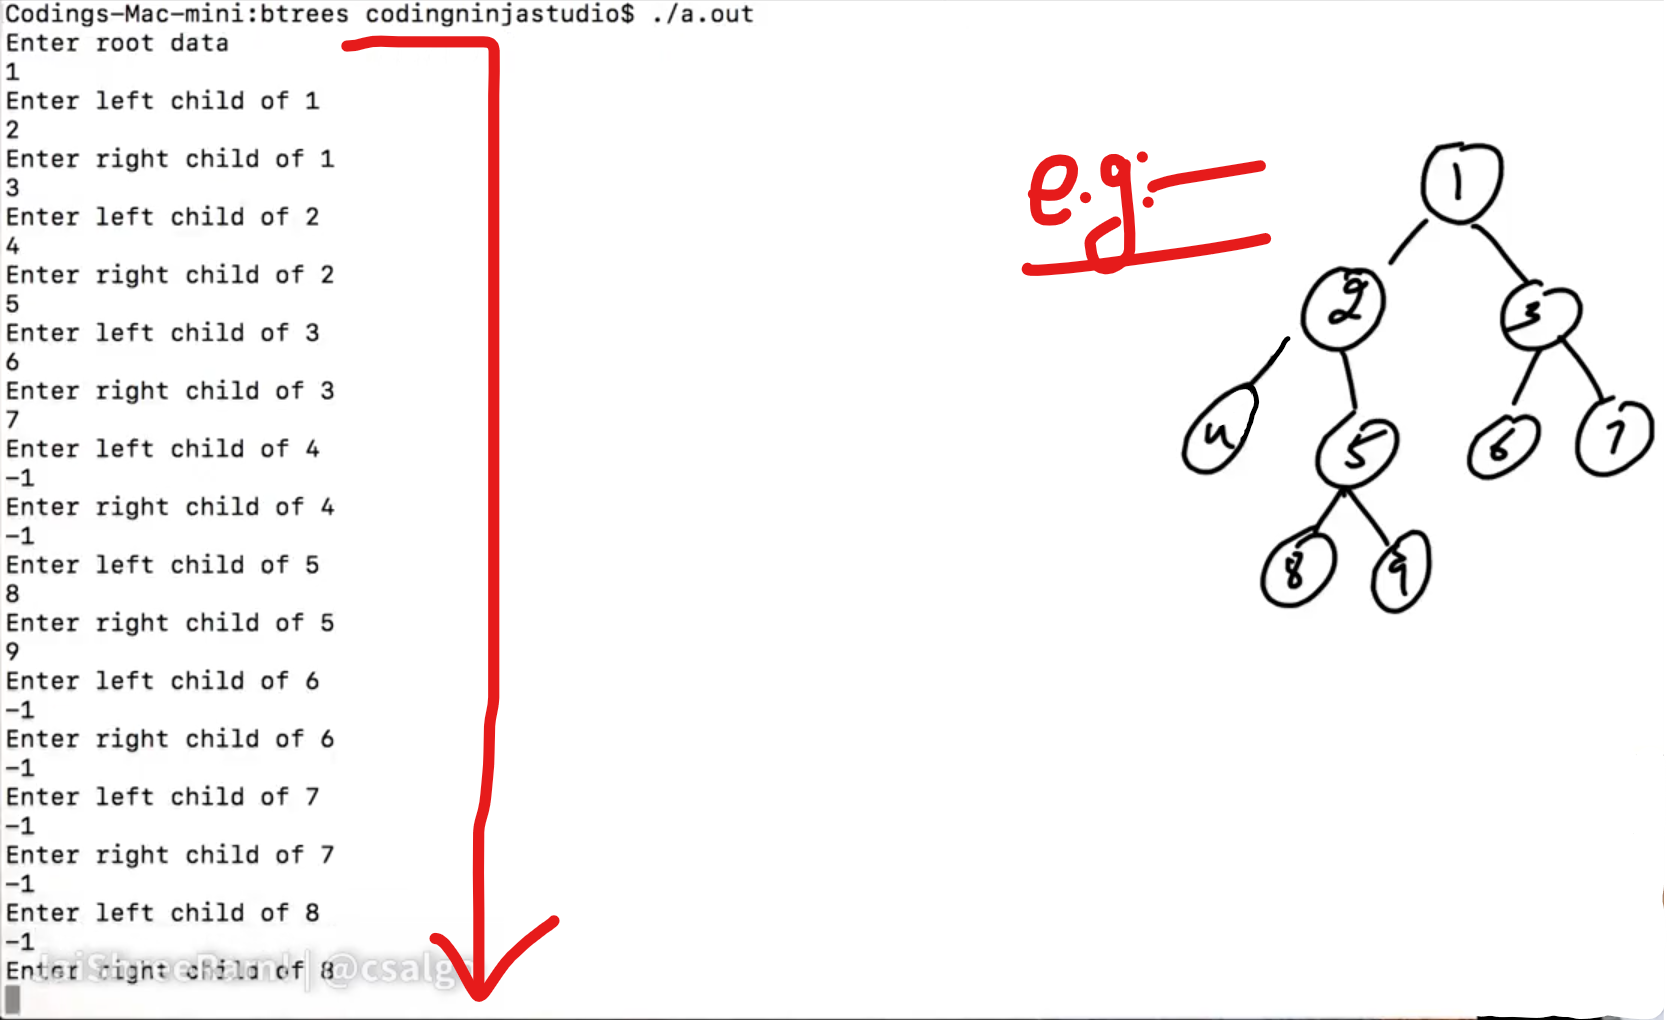 Codings-Mac-mini:btrees codingninjastudio$ ./a.out
Enter root data
1
Enter left child of 1
2
Enter right child of 1
3
Enter left child of 2
4
Enter right child of 2
5
Enter left child of 3
6
Enter right child of 3
7
Enter left child of 4
-1
Enter right child of 4
-1
Enter left child of 5
8
Enter right child of 5
9
Enter left child of 6
-1
Enter right child of 6
-1
Enter left child of 7
-1
Enter right child of 7
-1
Enter left child of 8
-1
Enter right child of 8
JaiShreeRamJ | @csalgo
e.g:-
1
2 3
4 5 6 7
8 9